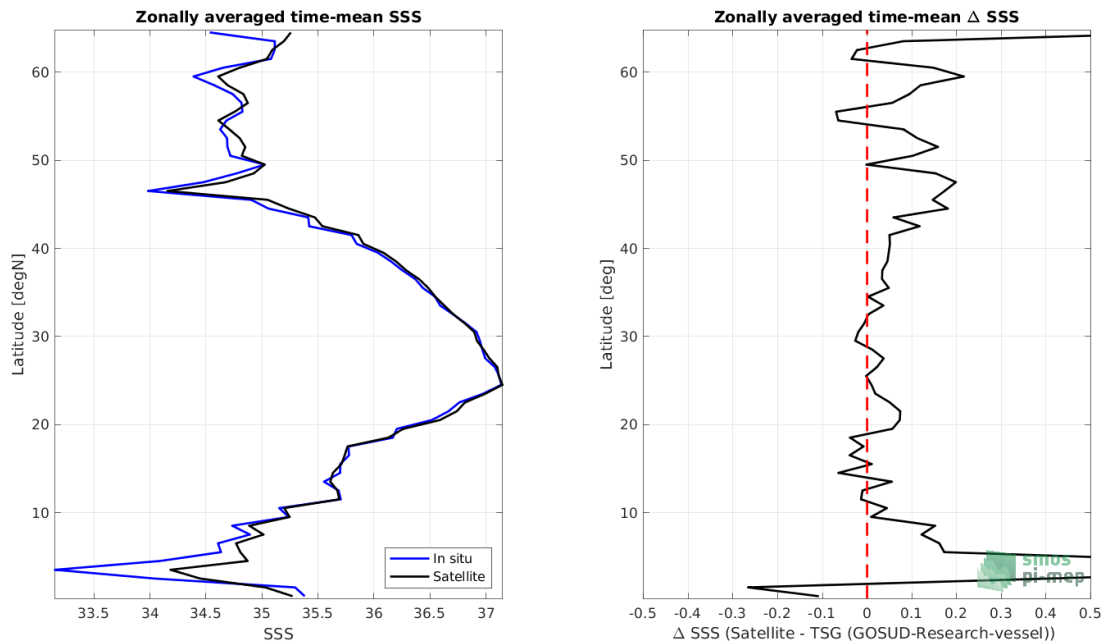 Zonally averaged time-mean SSS
60
50
40
30
20
10
Latitude [degN]
33.5 34 34.5 35 35.5 36 36.5 37
SSS
In situ
Satellite
Zonally averaged time-mean Δ SSS
60
50
40
30
20
10
Latitude [deg]
-0.5 -0.4 -0.3 -0.2 -0.1 0 0.1 0.2 0.3 0.4 0.5
Δ SSS (Satellite - TSG (GOSUD-Research-vessel))
smos
pi-mep